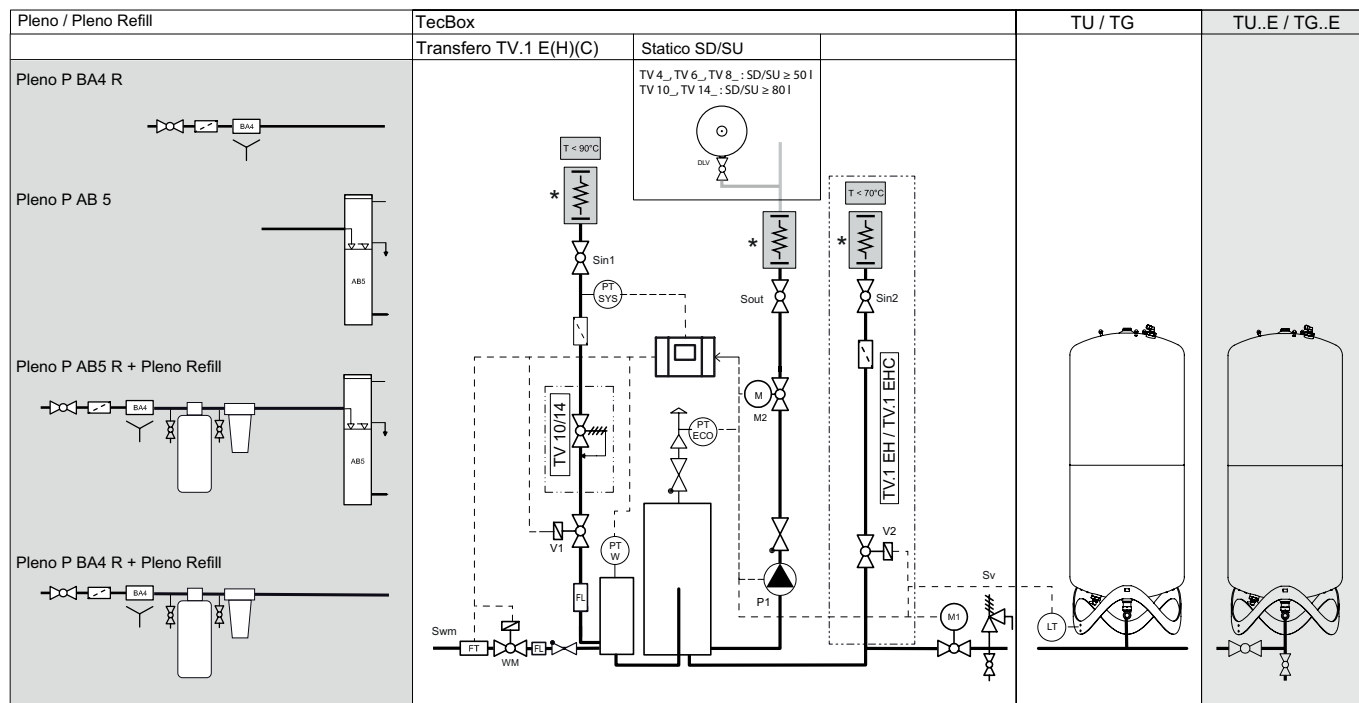 Pleno / Pleno Refill
TecBox
TU / TG
TU..E / TG..E
Transfero TV.1 E(H)(C)
Statico SD/SU
Pleno P BA4 R
BA4
Pleno P AB 5
AB5
Pleno P AB5 R + Pleno Refill
BA4
AB5
Pleno P BA4 R + Pleno Refill
BA4
TV 4_, TV 6_, TV 8_ : SD/SU ≥ 50 l
TV 10_, TV 14_ : SD/SU ≥ 80 l
DLV
T < 90°C
*
Sin1
PT
SYS
*
Sout
T < 70°C
*
Sin2
TV 10/14
M
M2
PT
ECO
TV.1 EH / TV.1 EHC
V1
PT
W
V2
FL
P1
Sv
Swm
FT
WM
FL
M1
LT